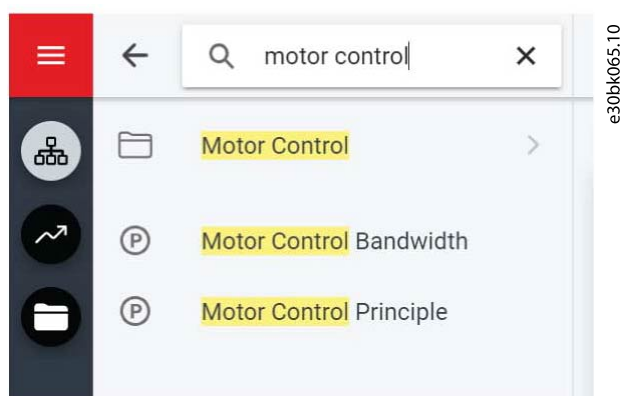 motor control
Motor Control
P Motor Control Bandwidth
P Motor Control Principle
e30bk065.10